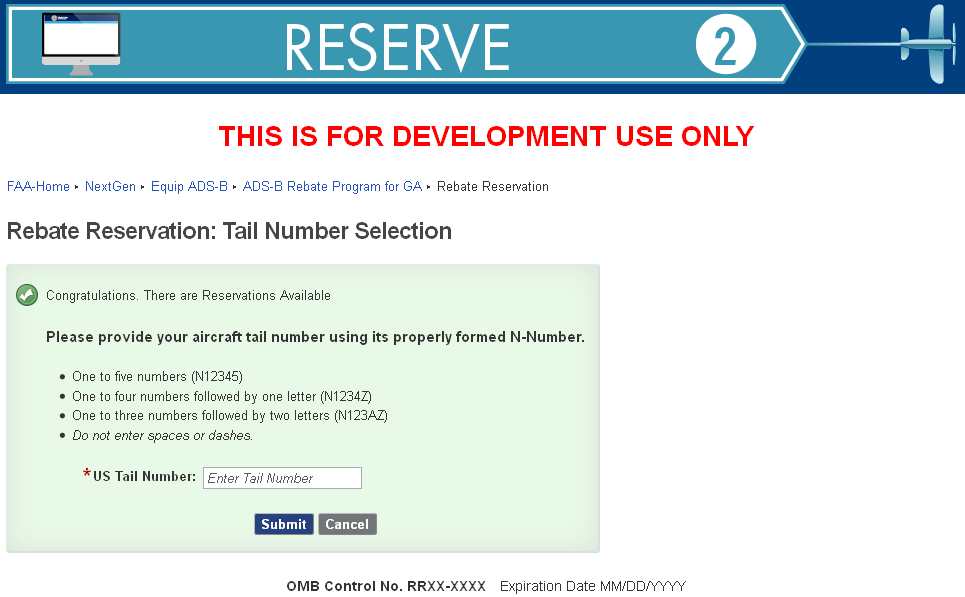 RESERVE
2
THIS IS FOR DEVELOPMENT USE ONLY
FAA-Home ▸ NextGen ▸ Equip ADS-B ▸ ADS-B Rebate Program for GA ▸ Rebate Reservation
Rebate Reservation: Tail Number Selection
Congratulations. There are Reservations Available
Please provide your aircraft tail number using its properly formed N-Number.
• One to five numbers (N12345)
• One to four numbers followed by one letter (N1234Z)
• One to three numbers followed by two letters (N123AZ)
• Do not enter spaces or dashes.
*US Tail Number: Enter Tail Number
Submit Cancel
OMB Control No. RRXX-XXXX Expiration Date MM/DD/YYYY